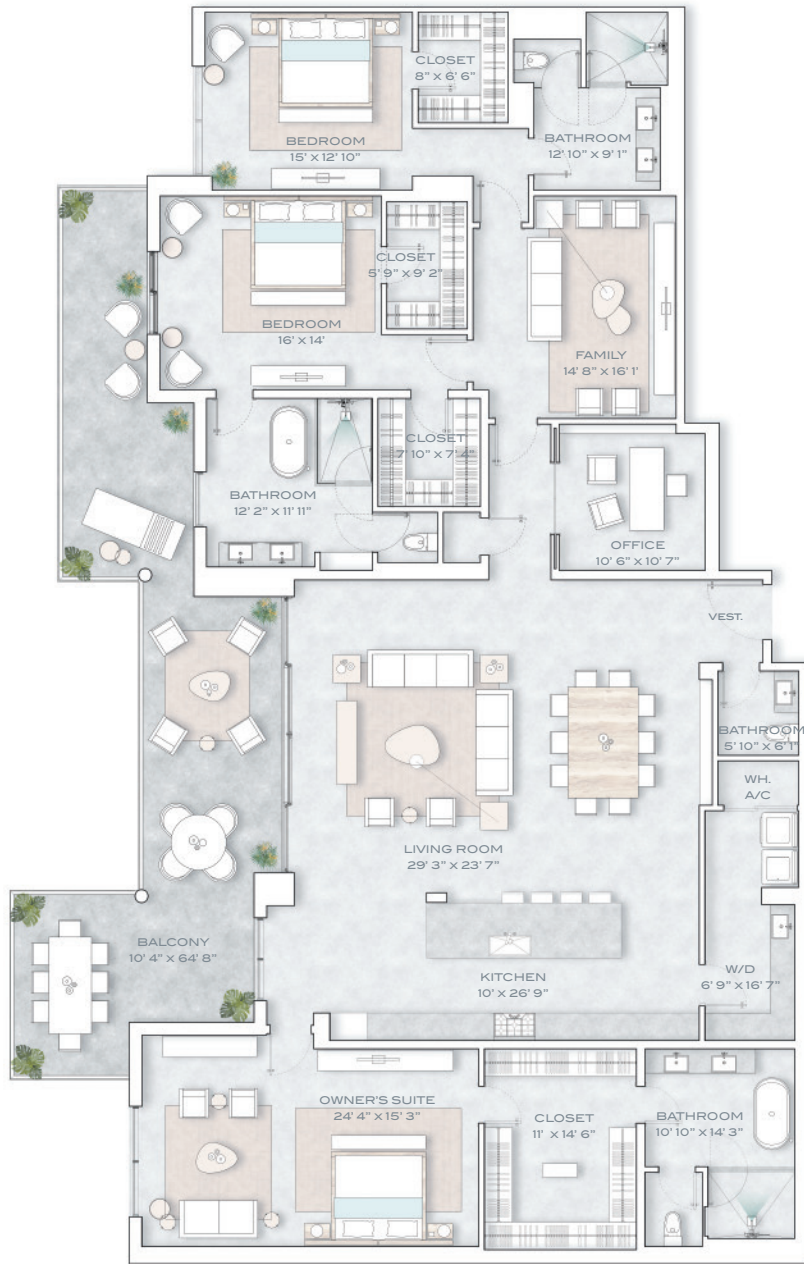 CLOSET
8" x 6' 6"
BEDROOM
15' x 12' 10"
BATHROOM
12' 10" x 9' 1"
CLOSET
5' 9" x 9' 2"
BEDROOM
16' x 14'
FAMILY
14' 8" x 16' 1'
CLOSET
7' 10" x 7' 4"
BATHROOM
12' 2" x 11' 11"
OFFICE
10' 6" x 10' 7"
VEST.
BATHROOM
5' 10" x 6' 1"
WH.
A/C
LIVING ROOM
29' 3" x 23' 7"
BALCONY
10' 4" x 64' 8"
KITCHEN
10' x 26' 9"
W/D
6' 9" x 16' 7"
OWNER'S SUITE
24' 4" x 15' 3"
CLOSET
11' x 14' 6"
BATHROOM
10' 10" x 14' 3"